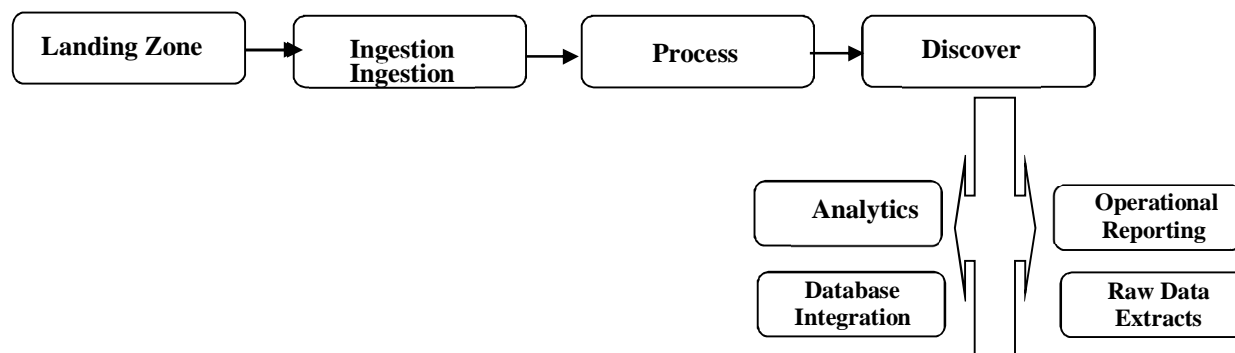 Landing Zone
Ingestion
Ingestion
Process
Discover
Analytics
Operational
Reporting
Database
Integration
Raw Data
Extracts